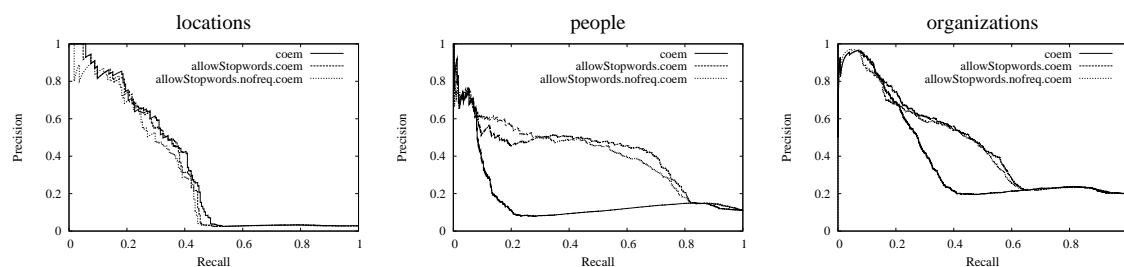 locations
coem
allowStopwords.coem
allowStopwords.nofreq.coem
Precision
1
0.8
0.6
0.4
0.2
0
0 0.2 0.4 0.6 0.8 1
Recall
people
coem
allowStopwords.coem
allowStopwords.nofreq.coem
Precision
1
0.8
0.6
0.4
0.2
0
0 0.2 0.4 0.6 0.8 1
Recall
organizations
coem
allowStopwords.coem
allowStopwords.nofreq.coem
Precision
1
0.8
0.6
0.4
0.2
0
0 0.2 0.4 0.6 0.8
Recall